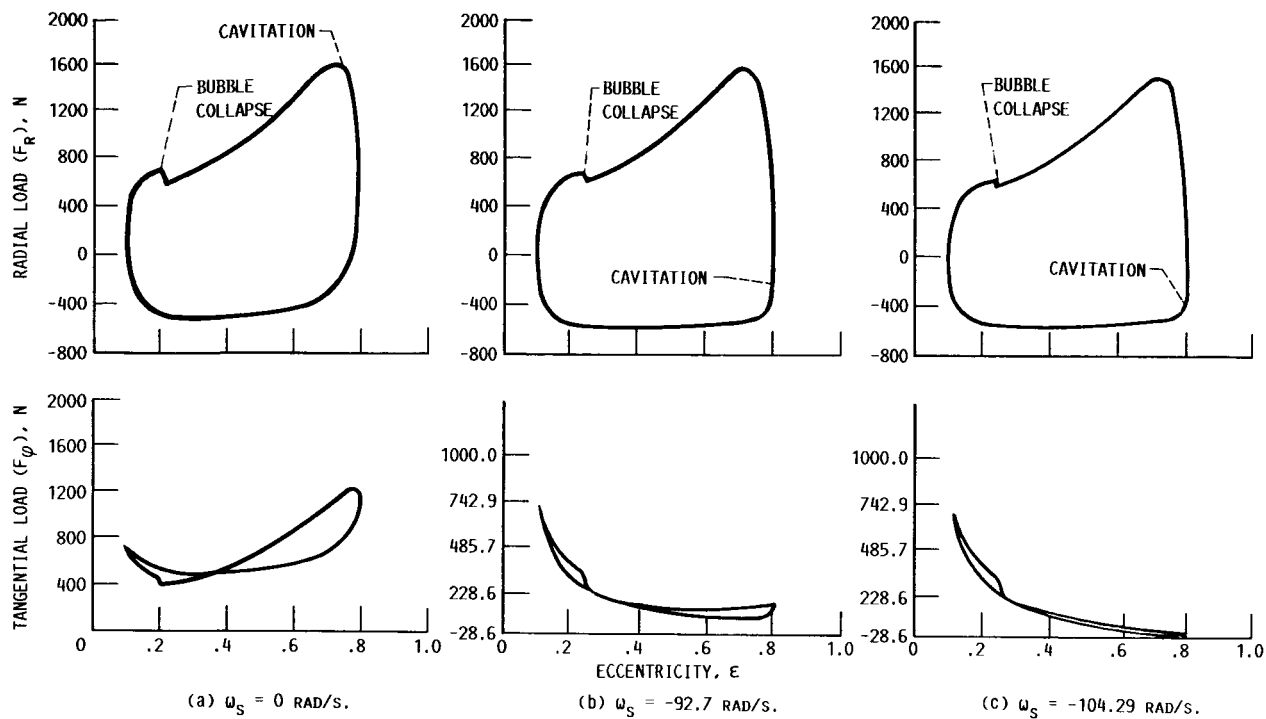 2000
1600
1200
800
400
0
-400
-800
RADIAL LOAD (F_R), N
CAVITATION
BUBBLE
COLLAPSE
2000
1600
1200
800
400
0
-400
-800
BUBBLE
COLLAPSE
CAVITATION
2000
1600
1200
800
400
0
-400
-800
BUBBLE
COLLAPSE
CAVITATION
2000
1600
1200
800
400
0
TANGENTIAL LOAD (F_φ), N
.2 .4 .6 .8 1.0
1000.0
742.9
485.7
228.6
-28.6
0 .2 .4 .6 .8 1.0
1000.0
742.9
485.7
228.6
-28.6
0 .2 .4 .6 .8 1.0
ECCENTRICITY, ε
(a) ω_S = 0 RAD/S.
(b) ω_S = -92.7 RAD/S.
(c) ω_S = -104.29 RAD/S.